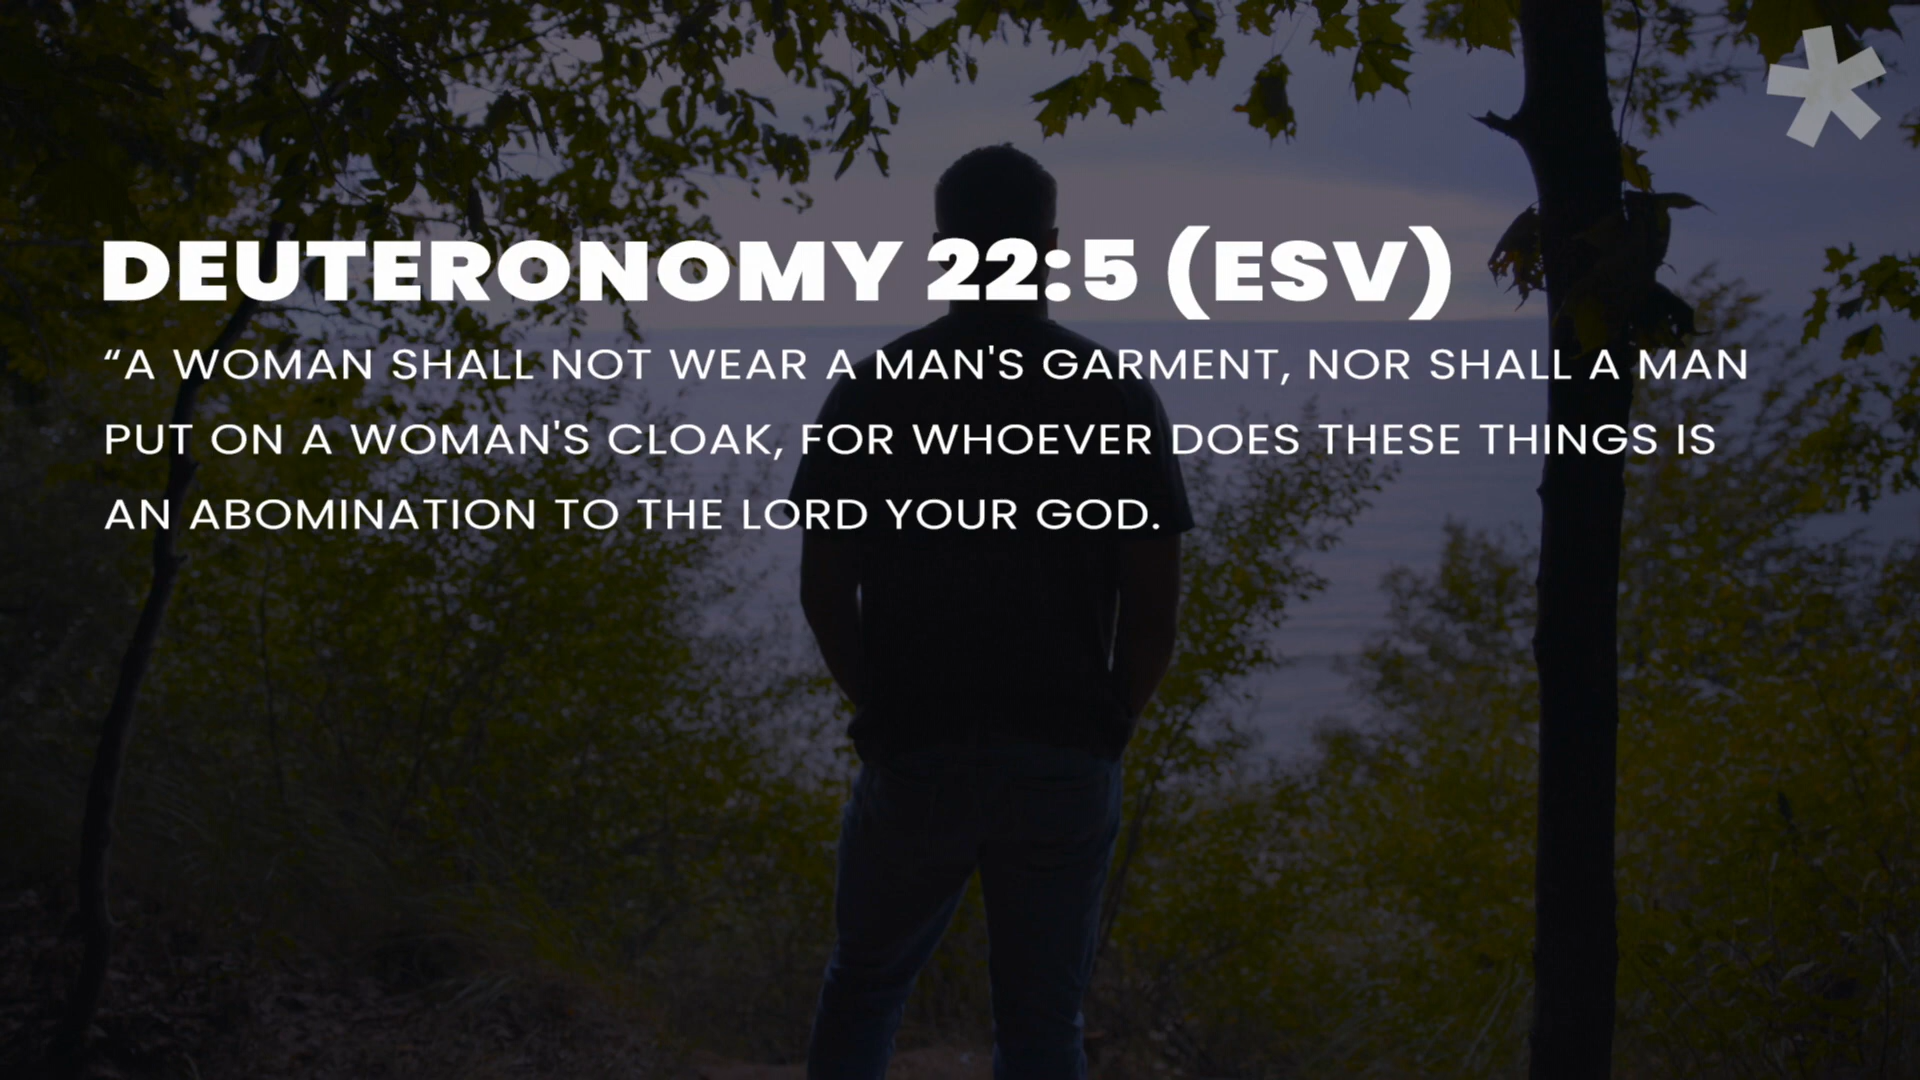 DEUTERONOMY 22:5 (ESV)
“A WOMAN SHALL NOT WEAR A MAN'S GARMENT, NOR SHALL A MAN
PUT ON A WOMAN'S CLOAK, FOR WHOEVER DOES THESE THINGS IS
AN ABOMINATION TO THE LORD YOUR GOD.